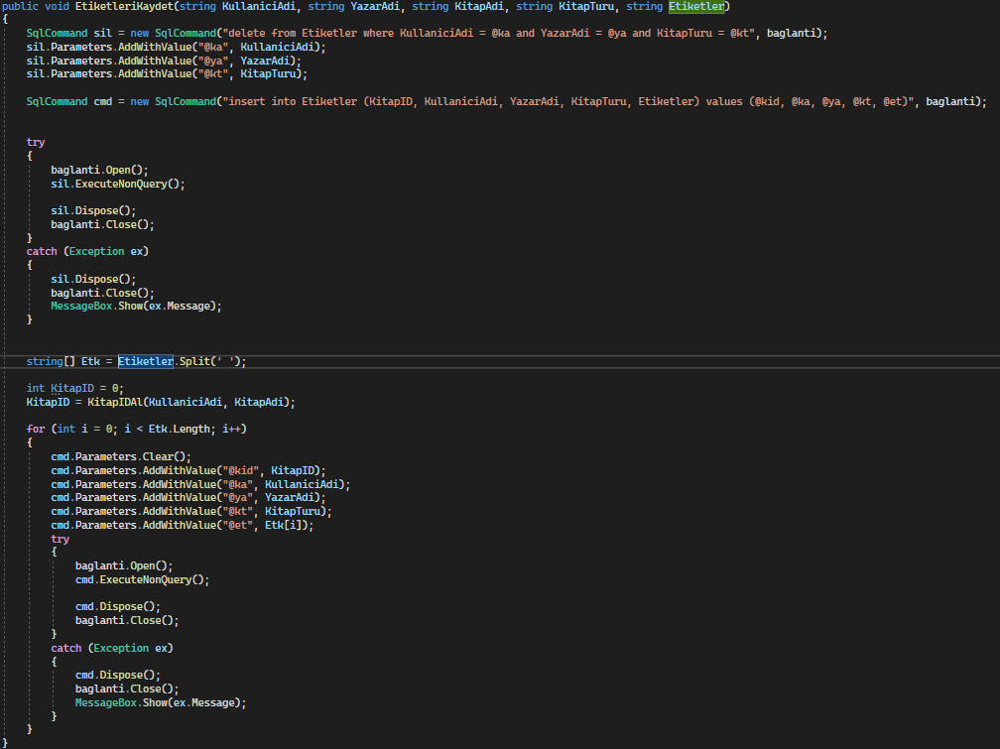 public void EtiketleriKaydet(string KullaniciAdi, string YazarAdi, string KitapAdi, string KitapTuru, string Etiketler)
{
    SqlCommand sil = new SqlCommand("delete from Etiketler where KullaniciAdi = @ka and YazarAdi = @ya and KitapTuru = @kt", baglanti);
    sil.Parameters.AddWithValue("@ka", KullaniciAdi);
    sil.Parameters.AddWithValue("@ya", YazarAdi);
    sil.Parameters.AddWithValue("@kt", KitapTuru);

    SqlCommand cmd = new SqlCommand("insert into Etiketler (KitapID, KullaniciAdi, YazarAdi, KitapTuru, Etiketler) values (@kid, @ka, @ya, @kt, @et)", baglanti);

    try
    {
        baglanti.Open();
        sil.ExecuteNonQuery();

        sil.Dispose();
        baglanti.Close();
    }
    catch (Exception ex)
    {
        sil.Dispose();
        baglanti.Close();
        MessageBox.Show(ex.Message);
    }

    string[] Etk = Etiketler.Split(' ');

    int KitapID = 0;
    KitapID = KitapIDAl(KullaniciAdi, KitapAdi);

    for (int i = 0; i < Etk.Length; i++)
    {
        cmd.Parameters.Clear();
        cmd.Parameters.AddWithValue("@kid", KitapID);
        cmd.Parameters.AddWithValue("@ka", KullaniciAdi);
        cmd.Parameters.AddWithValue("@ya", YazarAdi);
        cmd.Parameters.AddWithValue("@kt", KitapTuru);
        cmd.Parameters.AddWithValue("@et", Etk[i]);
        try
        {
            baglanti.Open();
            cmd.ExecuteNonQuery();

            cmd.Dispose();
            baglanti.Close();
        }
        catch (Exception ex)
        {
            cmd.Dispose();
            baglanti.Close();
            MessageBox.Show(ex.Message);
        }
    }
}